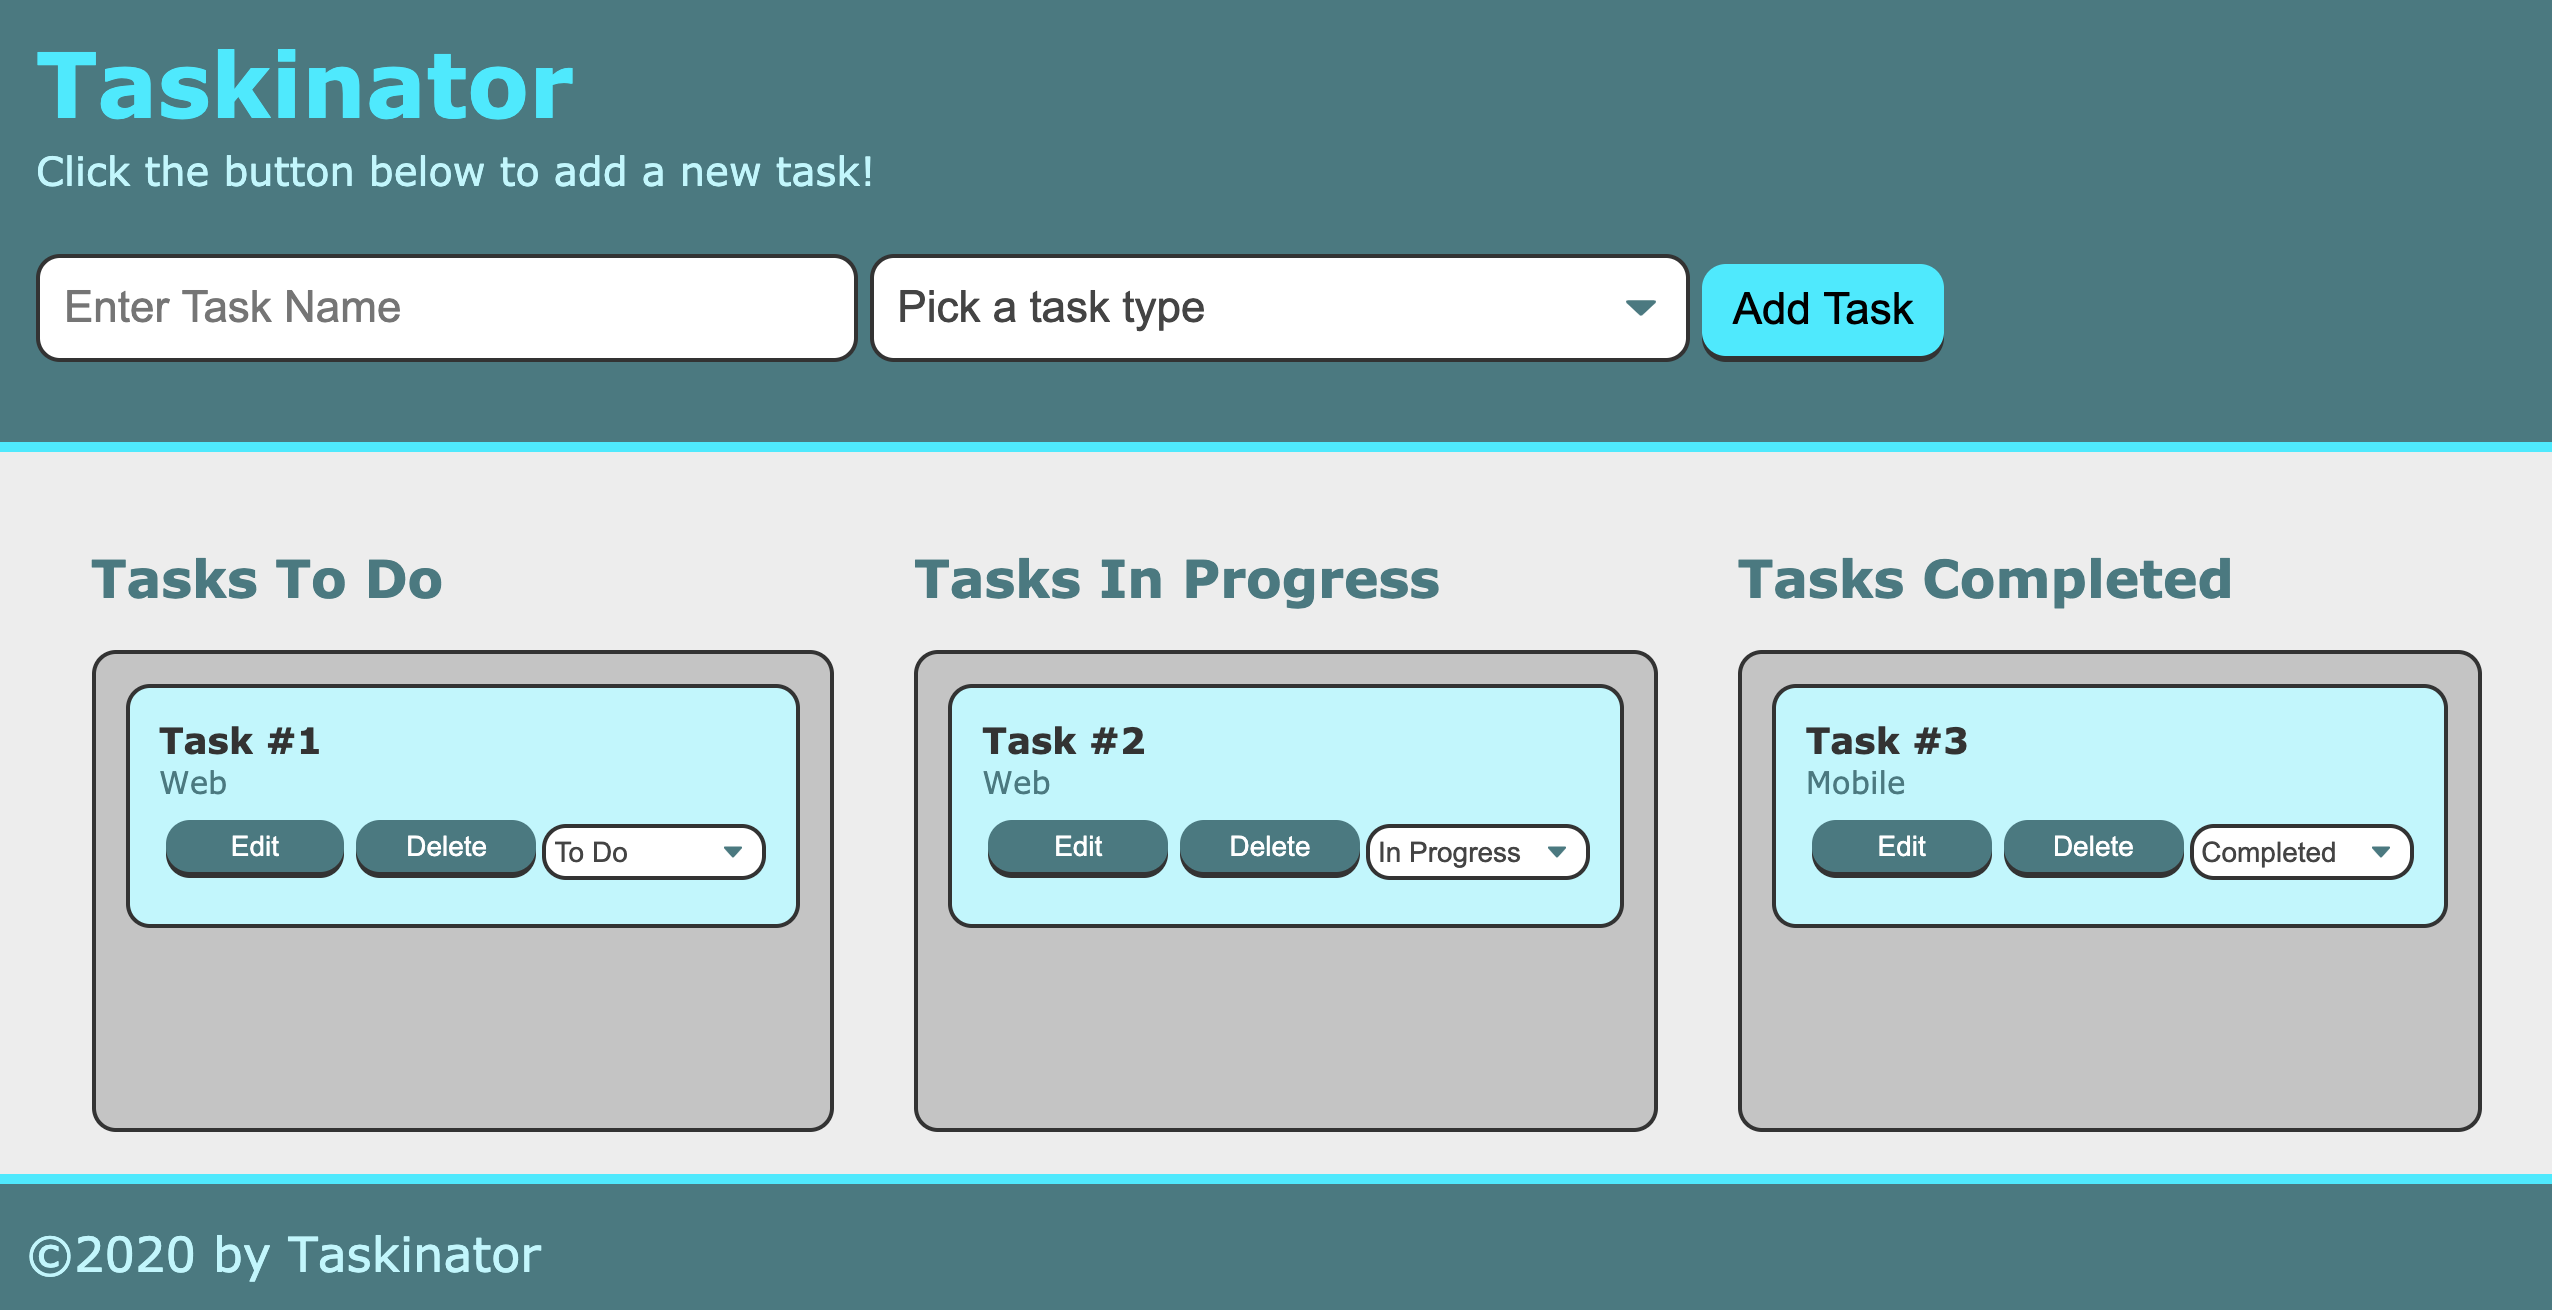 Taskinator
Click the button below to add a new task!
Enter Task Name
Pick a task type
Add Task
Tasks To Do
Task #1
Web
Edit
Delete
To Do
Tasks In Progress
Task #2
Web
Edit
Delete
In Progress
Tasks Completed
Task #3
Mobile
Edit
Delete
Completed
©2020 by Taskinator